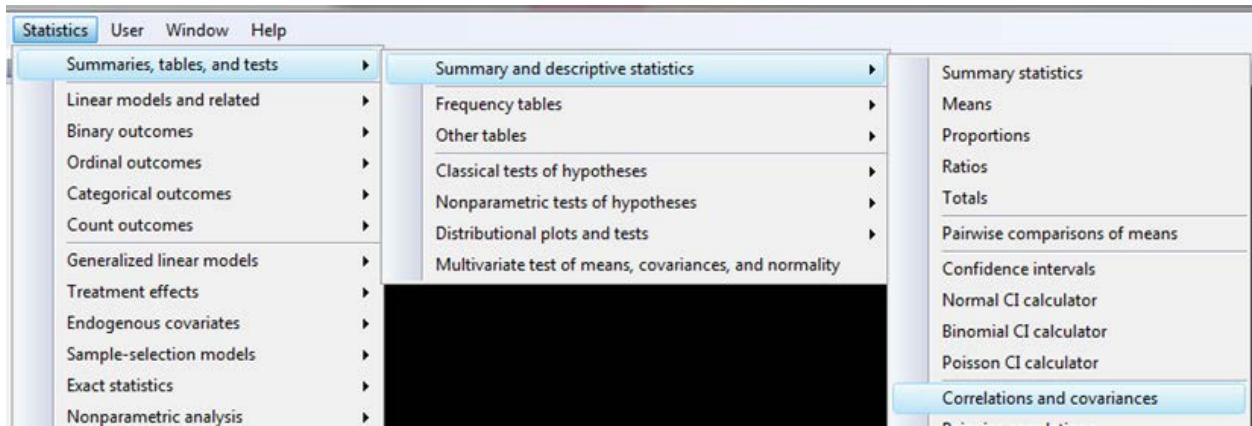 Statistics User Window Help
Summaries, tables, and tests
Linear models and related
Binary outcomes
Ordinal outcomes
Categorical outcomes
Count outcomes
Generalized linear models
Treatment effects
Endogenous covariates
Sample-selection models
Exact statistics
Nonparametric analysis
Summary and descriptive statistics
Frequency tables
Other tables
Classical tests of hypotheses
Nonparametric tests of hypotheses
Distributional plots and tests
Multivariate test of means, covariances, and normality
Summary statistics
Means
Proportions
Ratios
Totals
Pairwise comparisons of means
Confidence intervals
Normal CI calculator
Binomial CI calculator
Poisson CI calculator
Correlations and covariances